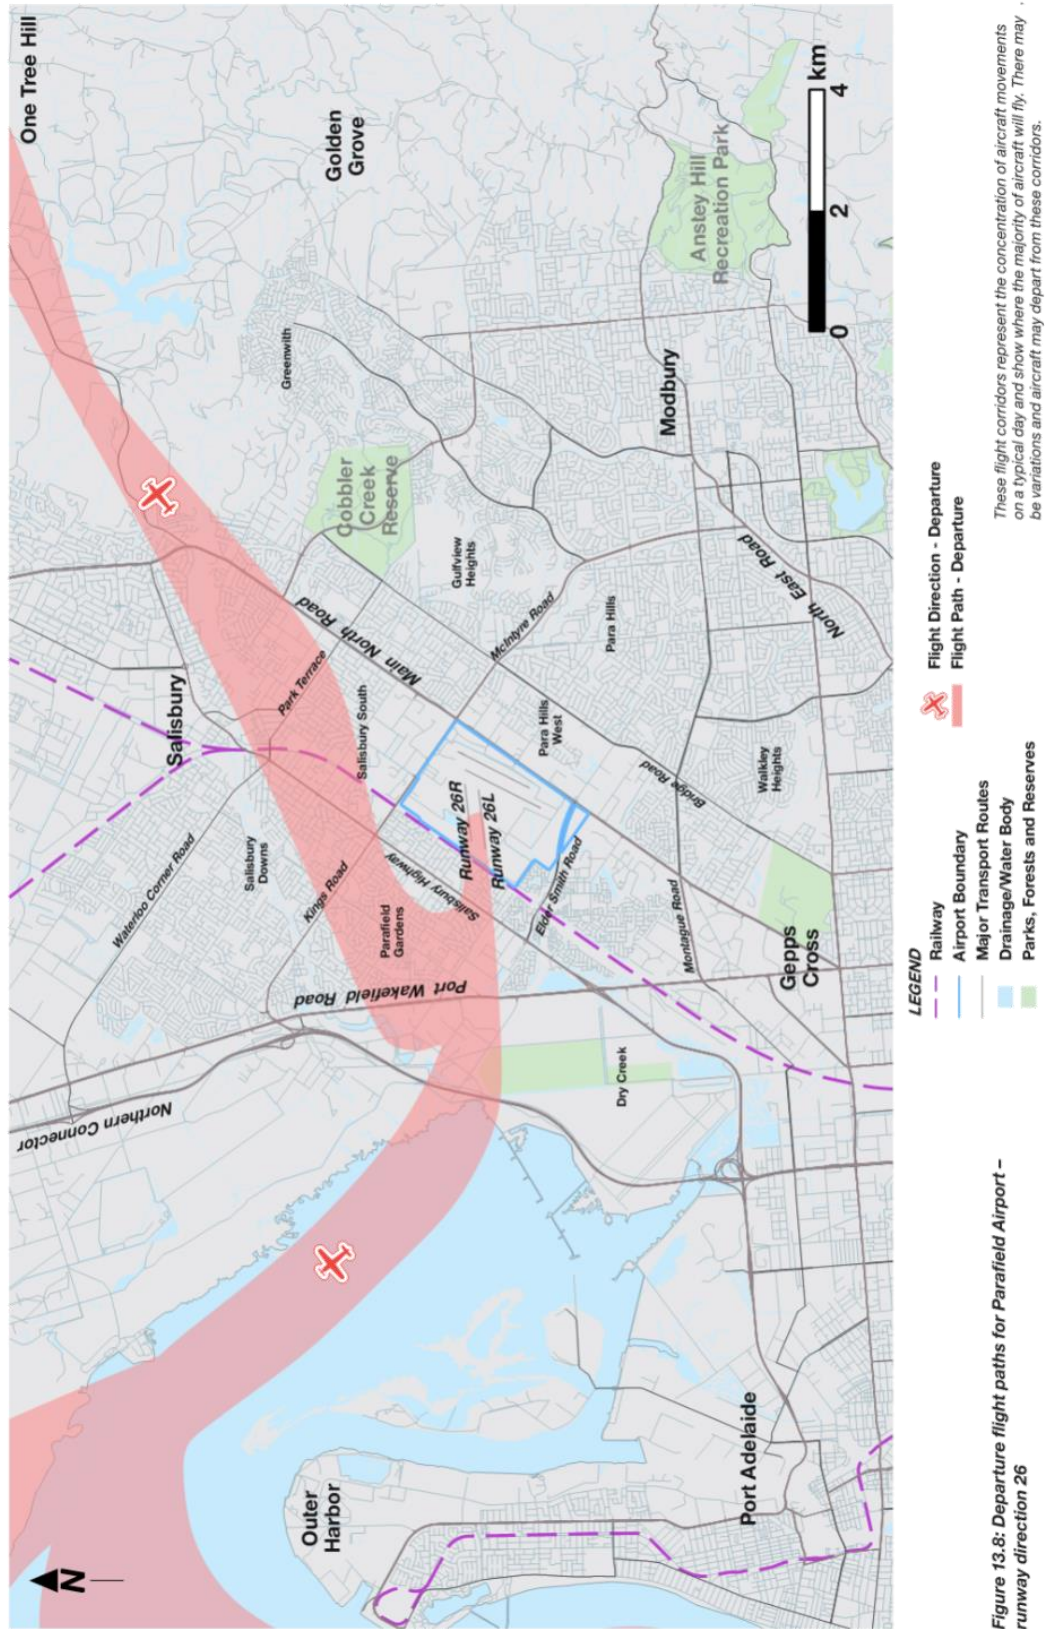 One Tree Hill
Golden
Grove
Greenwith
Cobbler
Creek
Reserve
Gulfview
Heights
Anstey Hill
Recreation Park
Modbury
0
2
4
km
Salisbury
Park Terrace
Main North Road
Salisbury South
McIntyre Road
Para Hills
Para Hills
West
North East Road
Bridge Road
Walkley
Heights
Waterloo Corner Road
Salisbury
Downs
Kings Road
Parafield
Gardens
Salisbury Highway
Runway 26R
Runway 26L
Elder Smith Road
Montague Road
Gepps
Cross
Port Wakefield Road
Northern Connector
Dry Creek
Outer
Harbor
Port Adelaide
N
LEGEND
Railway
Airport Boundary
Major Transport Routes
Drainage/Water Body
Parks, Forests and Reserves
Flight Direction - Departure
Flight Path - Departure
Figure 13.8: Departure flight paths for Parafield Airport –
runway direction 26
These flight corridors represent the concentration of aircraft movements
on a typical day and show where the majority of aircraft will fly. There may
be variations and aircraft may depart from these corridors.